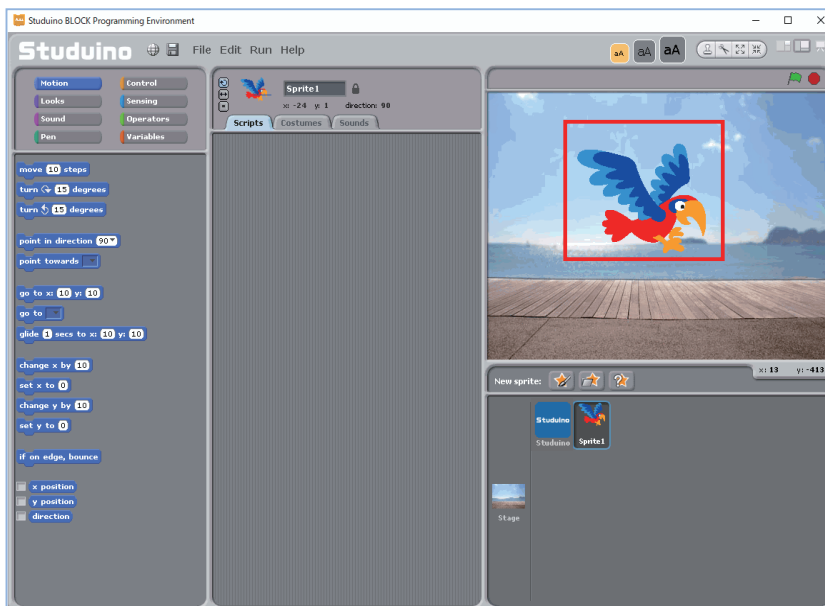 Studuino BLOCK Programming Environment
Studuino File Edit Run Help aA aA aA
Motion Control
Looks Sensing
Sound Operators
Pen Variables
move 10 steps
turn 15 degrees
turn 15 degrees
point in direction 90
point towards
go to x: 10 y: 10
go to
glide 1 secs to x: 10 y: 10
change x by 10
set x to 0
change y by 10
set y to 0
if on edge, bounce
x position
y position
direction
Sprite1
x: -24 y: 1 direction: 90
Scripts Costumes Sounds
x: 13 y: -413
New sprite:
Studuino
Studuino Sprite1
Stage